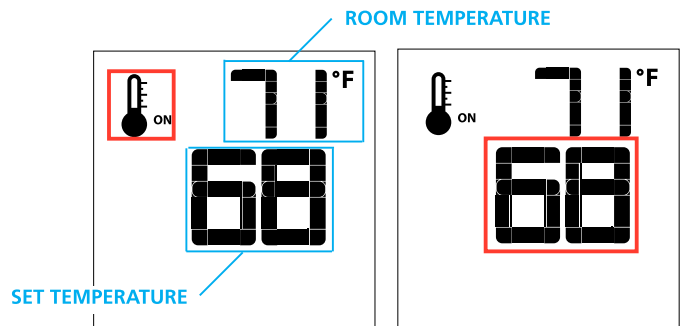 ROOM TEMPERATURE
71 °F
ON
68
SET TEMPERATURE
71 °F
ON
68